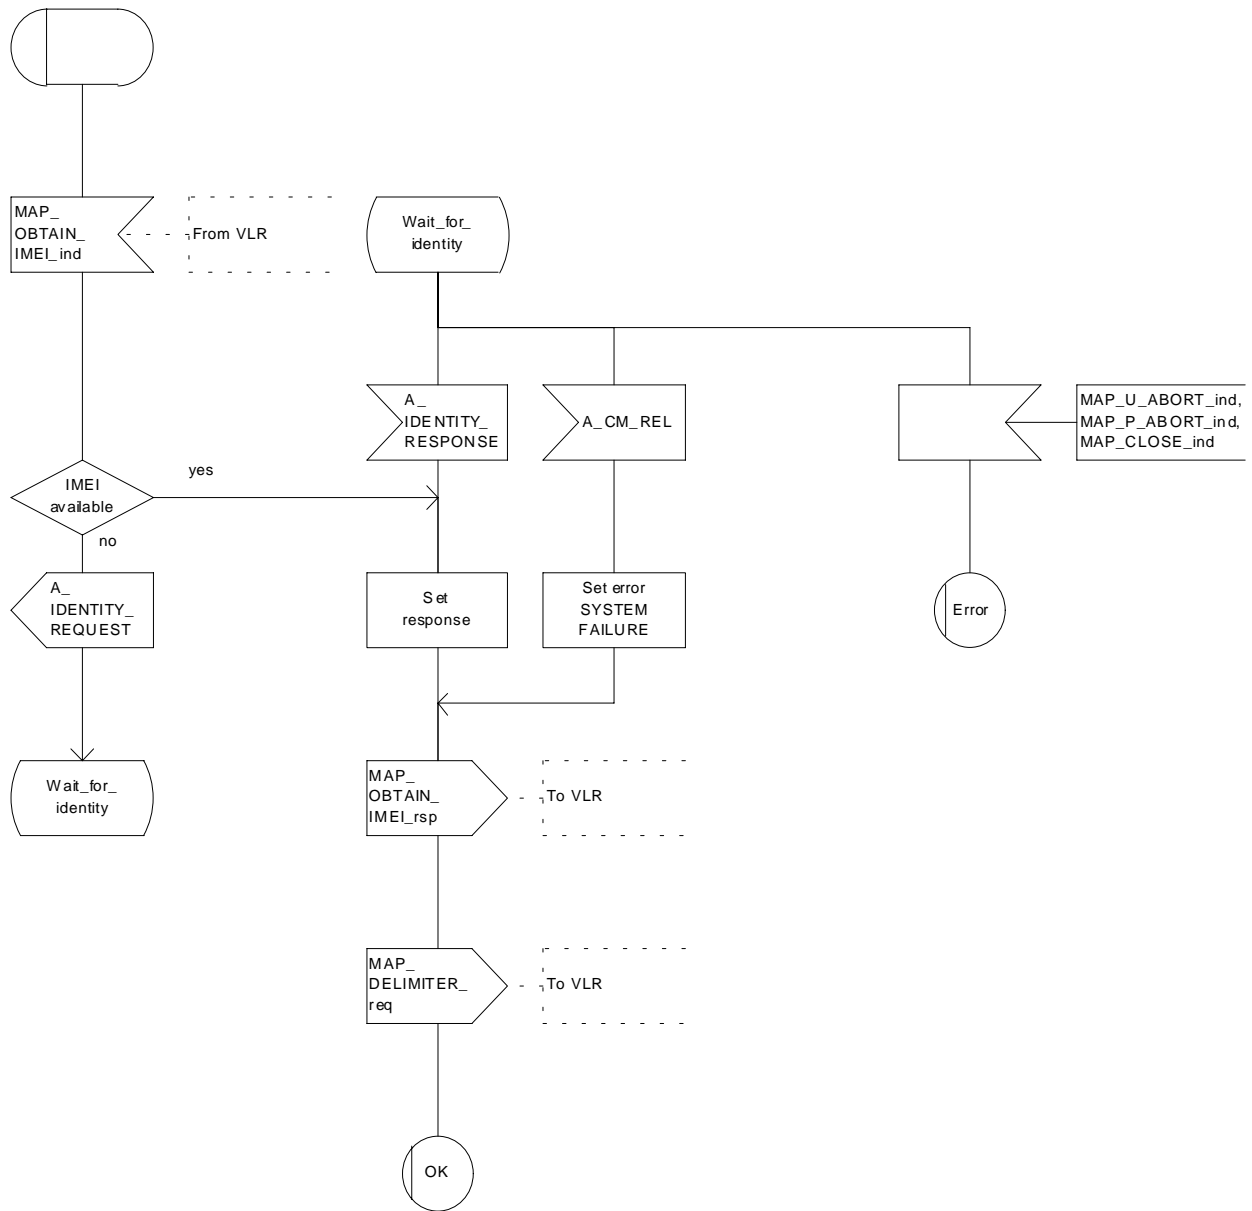 MAP_
OBTAIN_
IMEI_ind
From VLR
Wait_for_
identity
A_
IDENTITY_
RESPONSE
A_CM_REL
MAP_U_ABORT_ind,
MAP_P_ABORT_ind,
MAP_CLOSE_ind
IMEI
available
yes
no
A_
IDENTITY_
REQUEST
Set
response
Set error
SYSTEM
FAILURE
Error
Wait_for_
identity
MAP_
OBTAIN_
IMEI_rsp
To VLR
MAP_
DELIMITER_
req
To VLR
OK